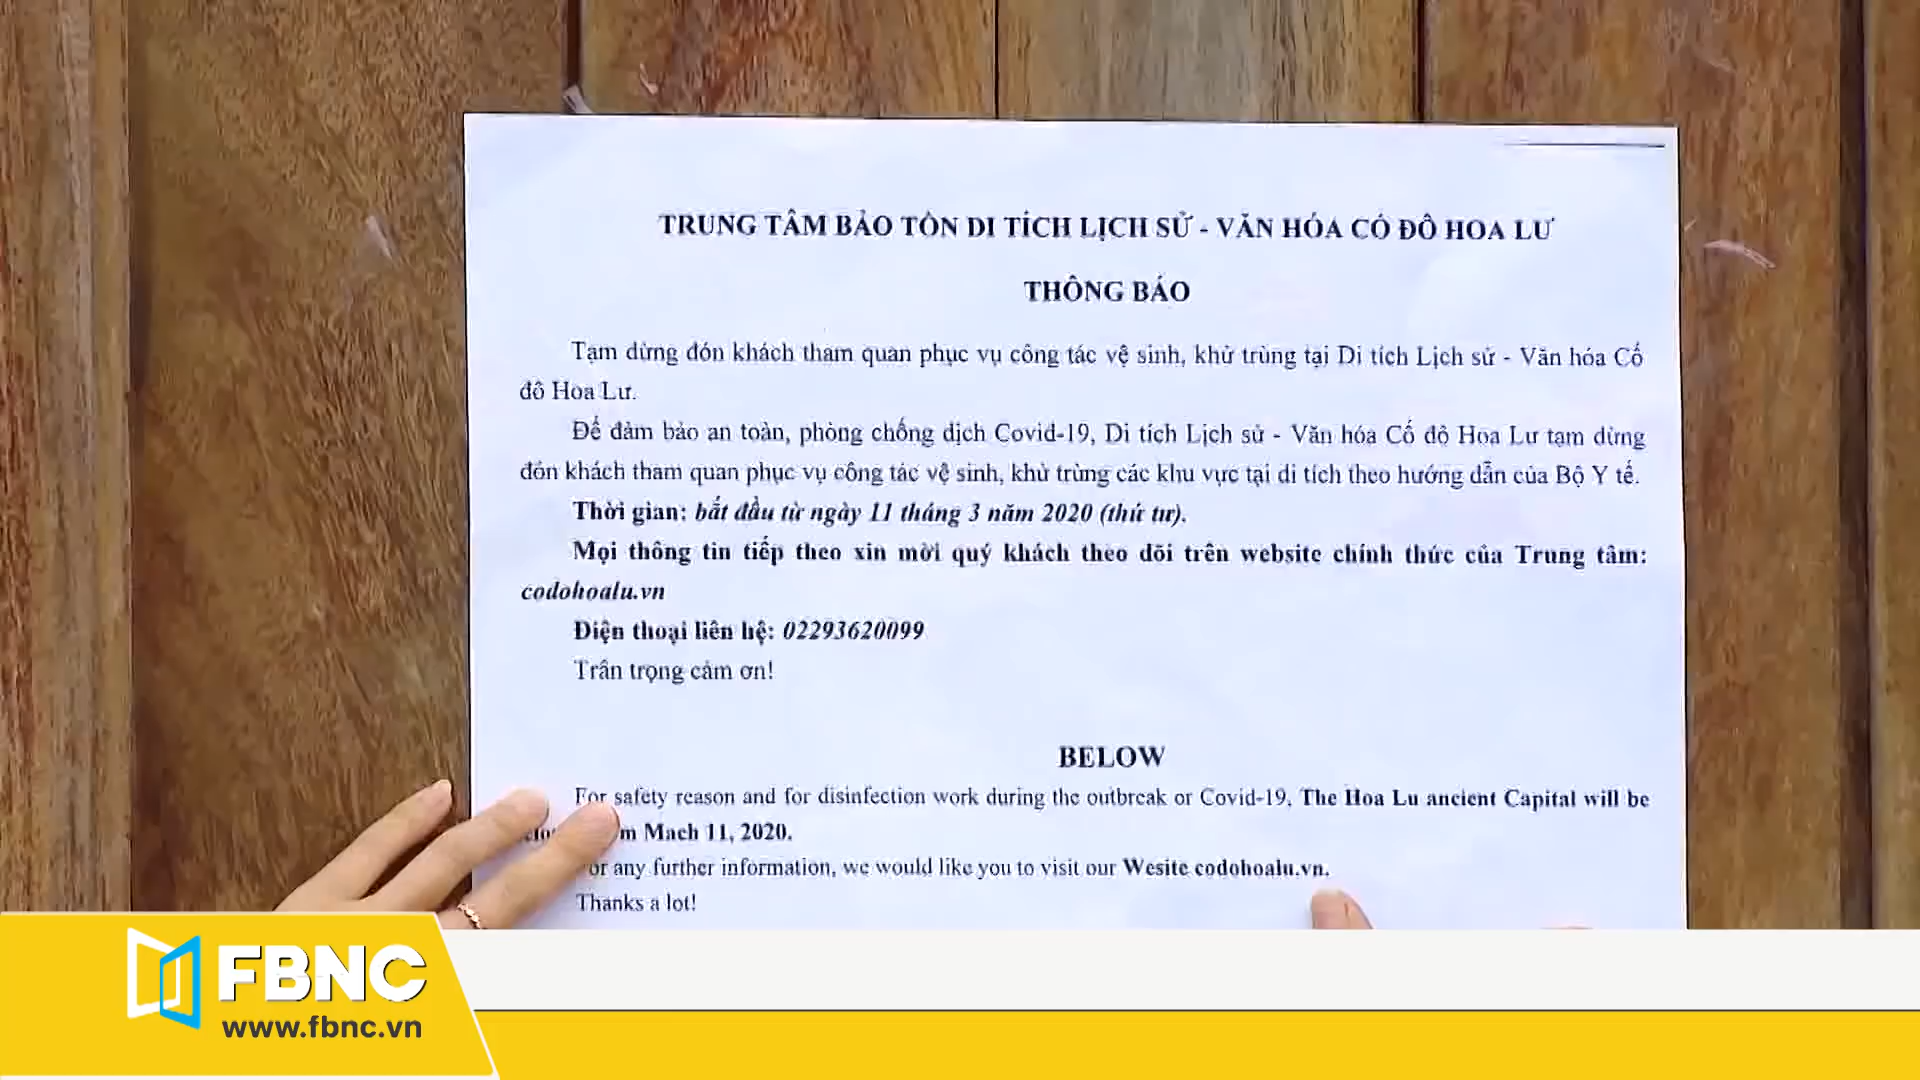 TRUNG TÂM BẢO TỒN DI TÍCH LỊCH SỬ - VĂN HÓA CỐ ĐÔ HOA LƯ
THÔNG BÁO
Tạm dừng đón khách tham quan phục vụ công tác vệ sinh, khử trùng tại Di tích Lịch sử - Văn hóa Cố
đô Hoa Lư.
Để đảm bảo an toàn, phòng chống dịch Covid-19, Di tích Lịch sử - Văn hóa Cố đô Hoa Lư tạm dừng
đón khách tham quan phục vụ công tác vệ sinh, khử trùng các khu vực tại di tích theo hướng dẫn của Bộ Y tế.
Thời gian: bắt đầu từ ngày 11 tháng 3 năm 2020 (thứ tư).
Mọi thông tin tiếp theo xin mời quý khách theo dõi trên website chính thức của Trung tâm:
codohoalu.vn
Điện thoại liên hệ: 02293620099
Trân trọng cảm ơn!
BELOW
For safety reason and for disinfection work during the outbreak or Covid-19, The Hoa Lu ancient Capital will be
Mach 11, 2020.
any further information, we would like you to visit our Wesite codohoalu.vn.
Thanks a lot!
FBNC
www.fbnc.vn